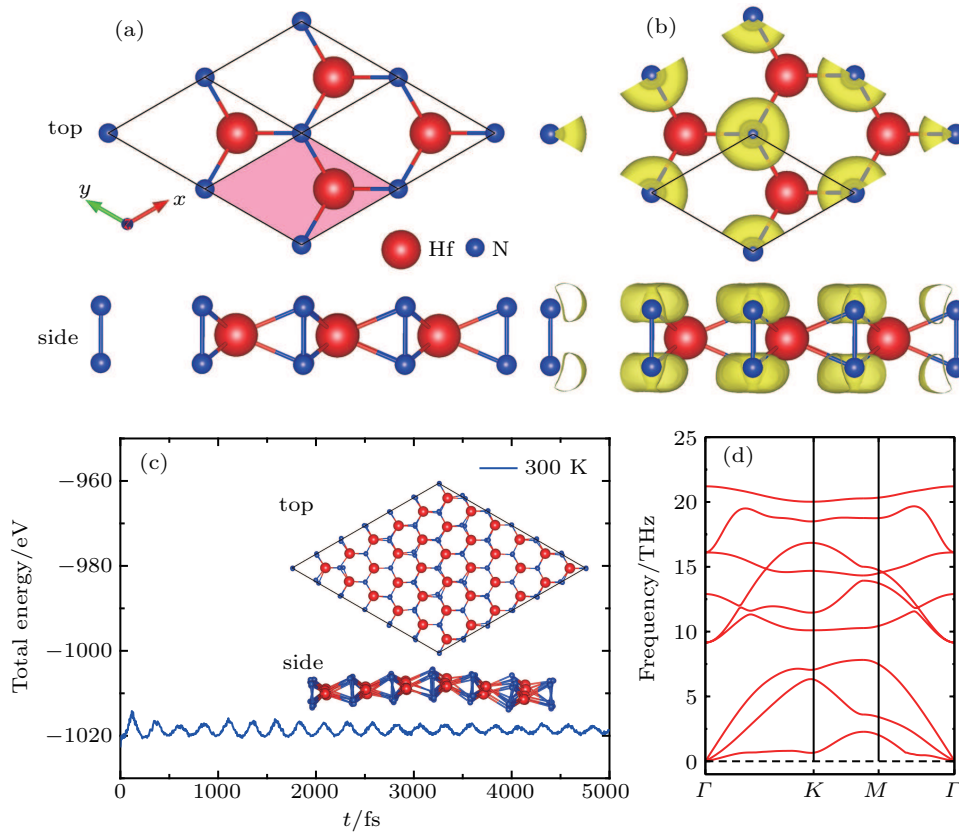 (a)
(b)
top
y
x
Hf
N
side
(c)
300 K
top
side
Total energy/eV
−960
−980
−1000
−1020
0
1000
2000
3000
4000
5000
t/fs
(d)
Frequency/THz
25
20
15
10
5
0
Γ
K
M
Γ